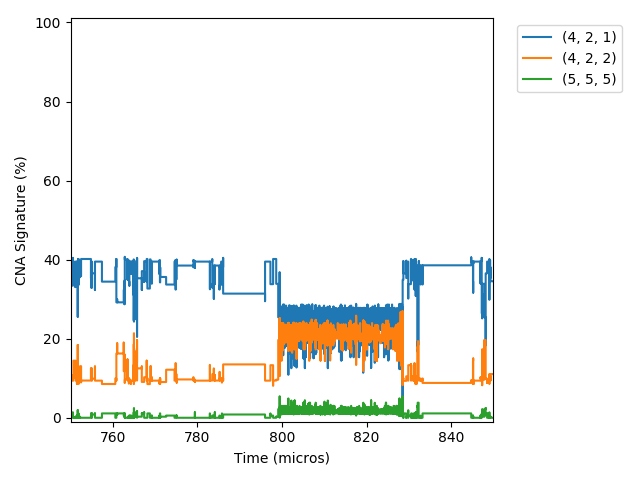 100
80
60
40
20
0
CNA Signature (%)
760
780
800
820
840
Time (micros)
(4, 2, 1)
(4, 2, 2)
(5, 5, 5)